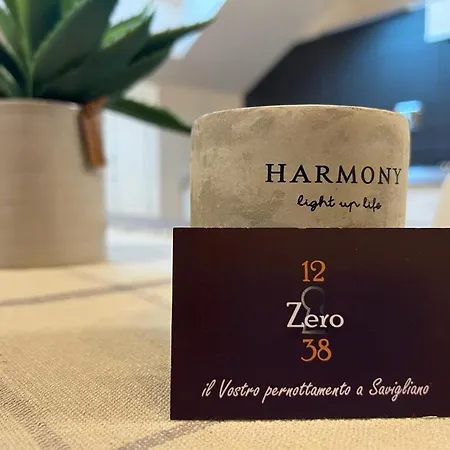 HARMONY
light up life
12
Zero
38
il Vostro pernottamento a Savigliano